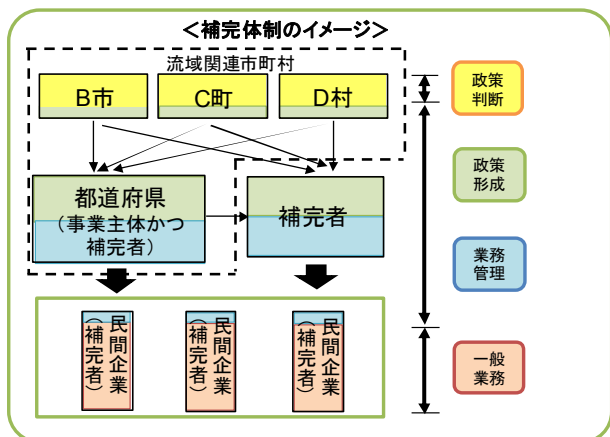 ＜補完体制のイメージ＞
流域関連市町村
B市
C町
D村
都道府県
（事業主体かつ
補完者）
補完者
民間企業
（補完者）
民間企業
（補完者）
民間企業
（補完者）
政策
判断
政策
形成
業務
管理
一般
業務